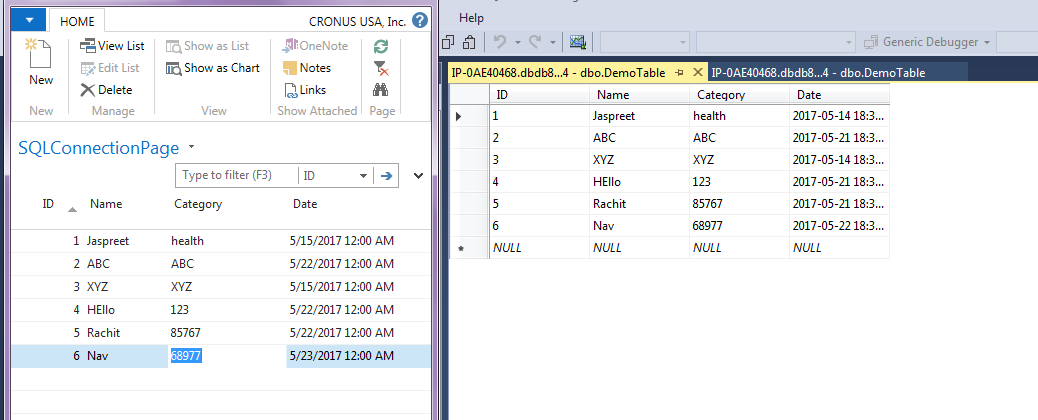 HOME
CRONUS USA, Inc.
New
View List
Edit List
Delete
Show as List
Show as Chart
OneNote
Notes
Links
Page
New
Manage
View
Show Attached
Page
SQLConnectionPage
Type to filter (F3)
ID
ID Name Category Date
1 Jaspreet health 5/15/2017 12:00 AM
2 ABC ABC 5/22/2017 12:00 AM
3 XYZ XYZ 5/15/2017 12:00 AM
4 HEllo 123 5/22/2017 12:00 AM
5 Rachit 85767 5/22/2017 12:00 AM
6 Nav 68977 5/23/2017 12:00 AM
Help
Generic Debugger
IP-0AE40468.dbdb8...4 - dbo.DemoTable
IP-0AE40468.dbdb8...4 - dbo.DemoTable
ID Name Category Date
1 Jaspreet health 2017-05-14 18:3...
2 ABC ABC 2017-05-21 18:3...
3 XYZ XYZ 2017-05-14 18:3...
4 HEllo 123 2017-05-21 18:3...
5 Rachit 85767 2017-05-21 18:3...
6 Nav 68977 2017-05-22 18:3...
NULL NULL NULL NULL